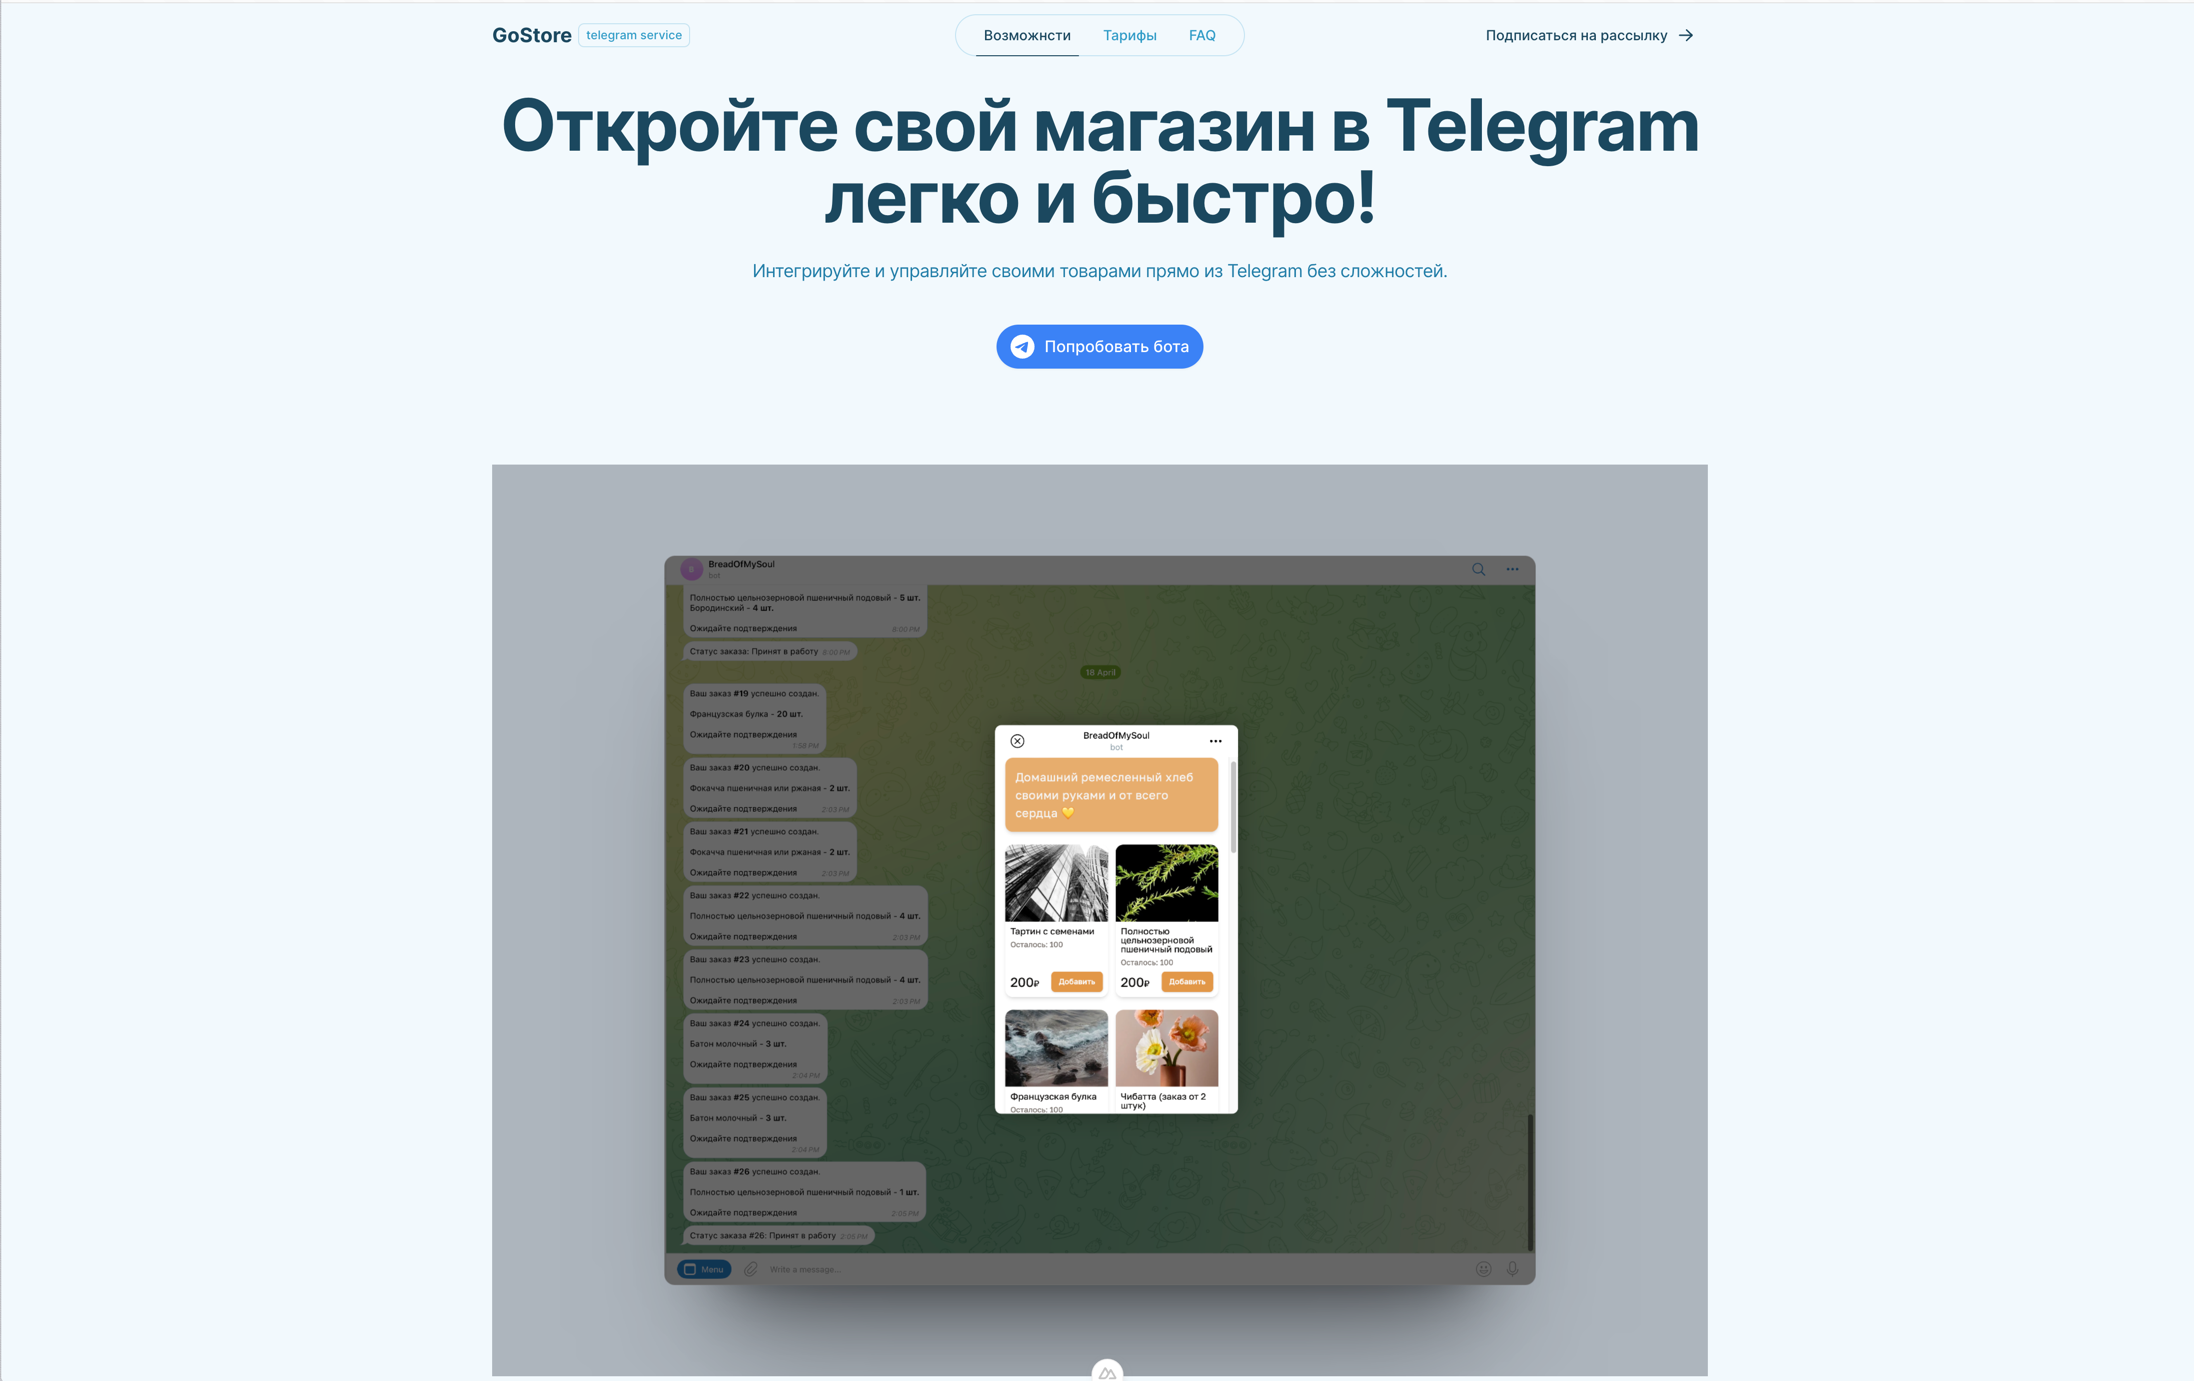 GoStore telegram service
Возможнсти Тарифы FAQ
Подписаться на рассылку
Откройте свой магазин в Telegram
легко и быстро!
Интегрируйте и управляйте своими товарами прямо из Telegram без сложностей.
Попробовать бота
B
BreadOfMySoul
bot
Полностью цельнозерновой пшеничный подовый - 5 шт.
Бородинский - 4 шт.
Ожидайте подтверждения 6:00 PM
Статус заказа: Принят в работу 6:00 PM
18 April
Ваш заказ #19 успешно создан.
Французская булка - 20 шт.
Ожидайте подтверждения
1:58 PM
Ваш заказ #20 успешно создан.
Фокачча пшеничная или ржаная - 2 шт.
Ожидайте подтверждения 2:03 PM
Ваш заказ #21 успешно создан.
Фокачча пшеничная или ржаная - 2 шт.
Ожидайте подтверждения 2:03 PM
Ваш заказ #22 успешно создан.
Полностью цельнозерновой пшеничный подовый - 4 шт.
Ожидайте подтверждения 2:03 PM
Ваш заказ #23 успешно создан.
Полностью цельнозерновой пшеничный подовый - 4 шт.
Ожидайте подтверждения 2:03 PM
Ваш заказ #24 успешно создан.
Батон молочный - 3 шт.
Ожидайте подтверждения
2:04 PM
Ваш заказ #25 успешно создан.
Батон молочный - 3 шт.
Ожидайте подтверждения
2:04 PM
Ваш заказ #26 успешно создан.
Полностью цельнозерновой пшеничный подовый - 1 шт.
Ожидайте подтверждения 2:05 PM
Статус заказа #26: Принят в работу 2:05 PM
Menu Write a message...
BreadOfMySoul
bot
Домашний ремесленный хлеб
своими руками и от всего
сердца 💛
Тартин с семенами
Осталось: 100
200₽ Добавить
Полностью
цельнозерновой
пшеничный подовый
Осталось: 100
200₽ Добавить
Французская булка
Осталось: 100
Чибатта (заказ от 2
штук)